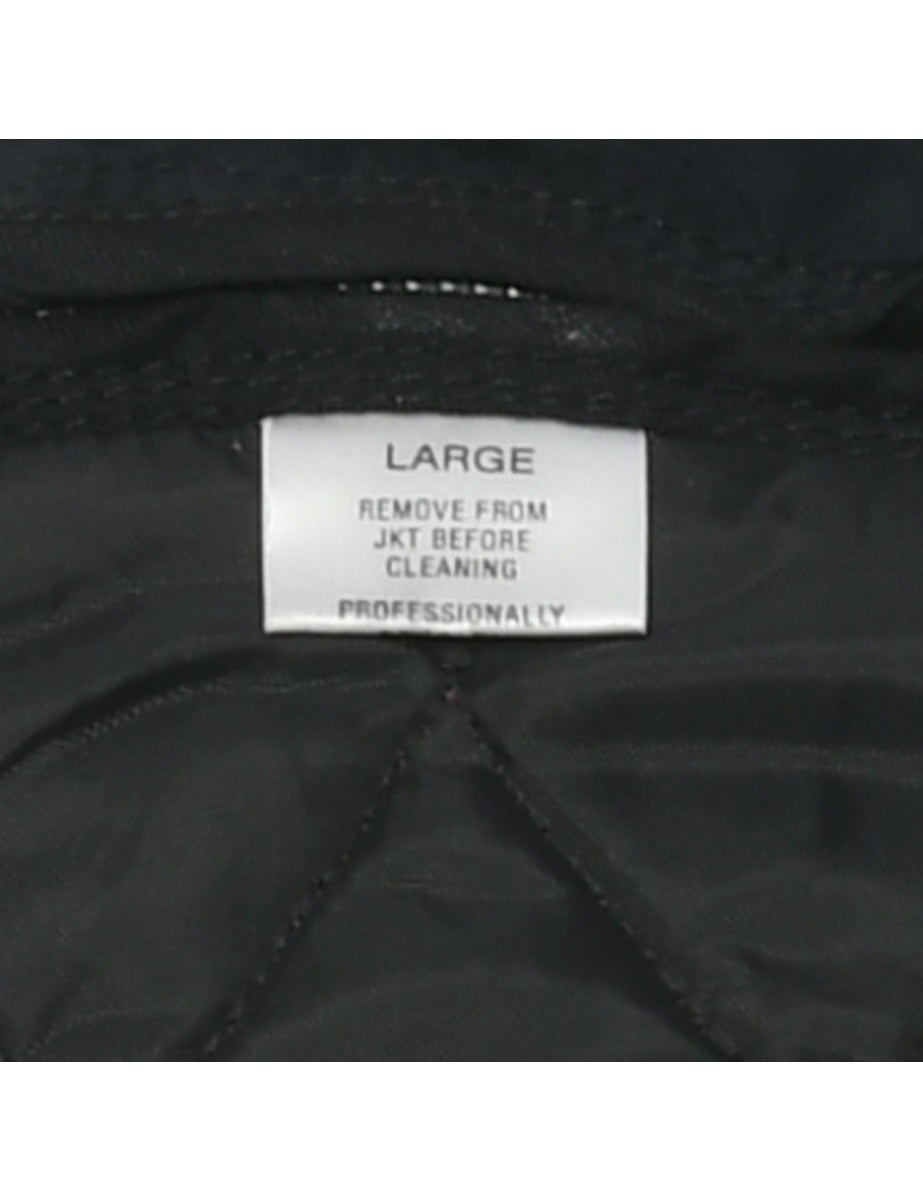 LARGE
REMOVE FROM
JKT BEFORE
CLEANING
PROFESSIONALLY